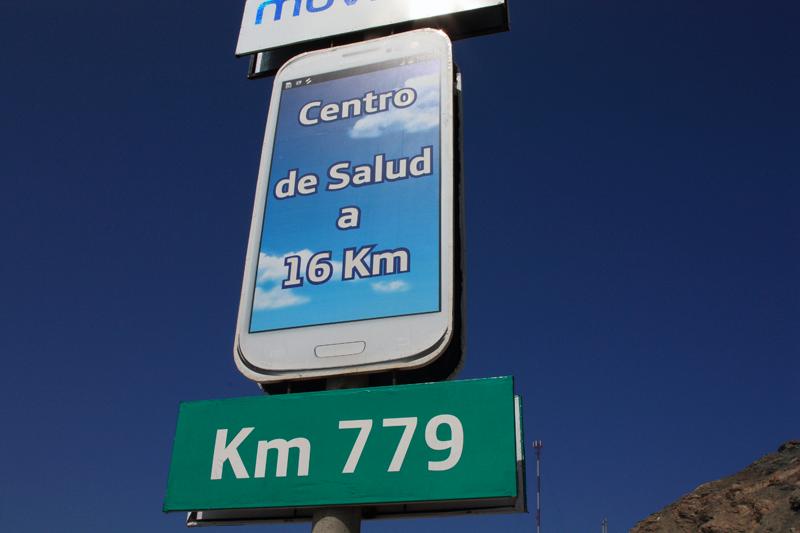 Centro
de Salud
a
16 Km
Km 779